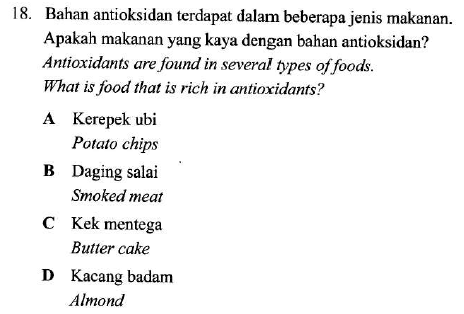 18. Bahan antioksidan terdapat dalam beberapa jenis makanan.
Apakah makanan yang kaya dengan bahan antioksidan?
Antioxidants are found in several types of foods.
What is food that is rich in antioxidants?
A Kerepek ubi
Potato chips
B Daging salai
Smoked meat
C Kek mentega
Butter cake
D Kacang badam
Almond